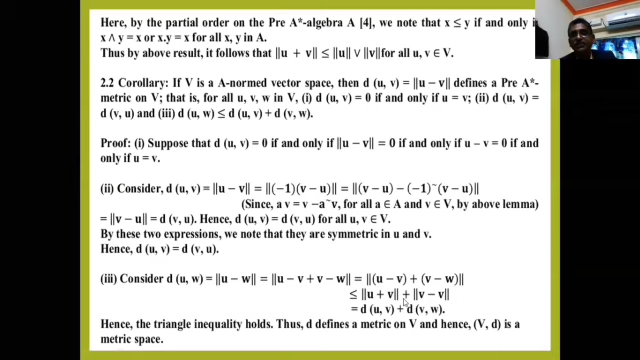 Here, by the partial order on the Pre A*-algebra A [4], we note that x ≤ y if and only i
x ∧ y = x or x.y = x for all x, y in A.
Thus by above result, it follows that ‖u + v‖ ≤ ‖u‖ ∨ ‖v‖for all u, v ∈ V.
2.2 Corollary: If V is a A-normed vector space, then d (u, v) = ‖u − v‖ defines a Pre A*-
metric on V; that is, for all u, v, w in V, (i) d (u, v) = 0 if and only if u = v; (ii) d (u, v) =
d (v, u) and (iii) d (u, w) ≤ d (u, v) + d (v, w).
Proof: (i) Suppose that d (u, v) = 0 if and only if ‖u − v‖ = 0 if and only if u – v = 0 if and
only if u = v.
(ii) Consider, d (u, v) = ‖u − v‖ = ‖(−1)(v − u)‖ = ‖(v − u) − (−1)~(v − u)‖
(Since, a v = v −a~v, for all a ∈ A and v ∈ V, by above lemma)
= ‖v − u‖ = d (v, u). Hence, d (u, v) = d (v, u) for all u, v ∈ V.
By these two expressions, we note that they are symmetric in u and v.
Hence, d (u, v) = d (v, u).
(iii) Consider d (u, w) = ‖u − w‖ = ‖u − v + v − w‖ = ‖(u − v) + (v − w)‖
≤ ‖u + v‖ + ‖v − v‖
= d (u, v) + d (v, w).
Hence, the triangle inequality holds. Thus, d defines a metric on V and hence, (V, d) is a
metric space.